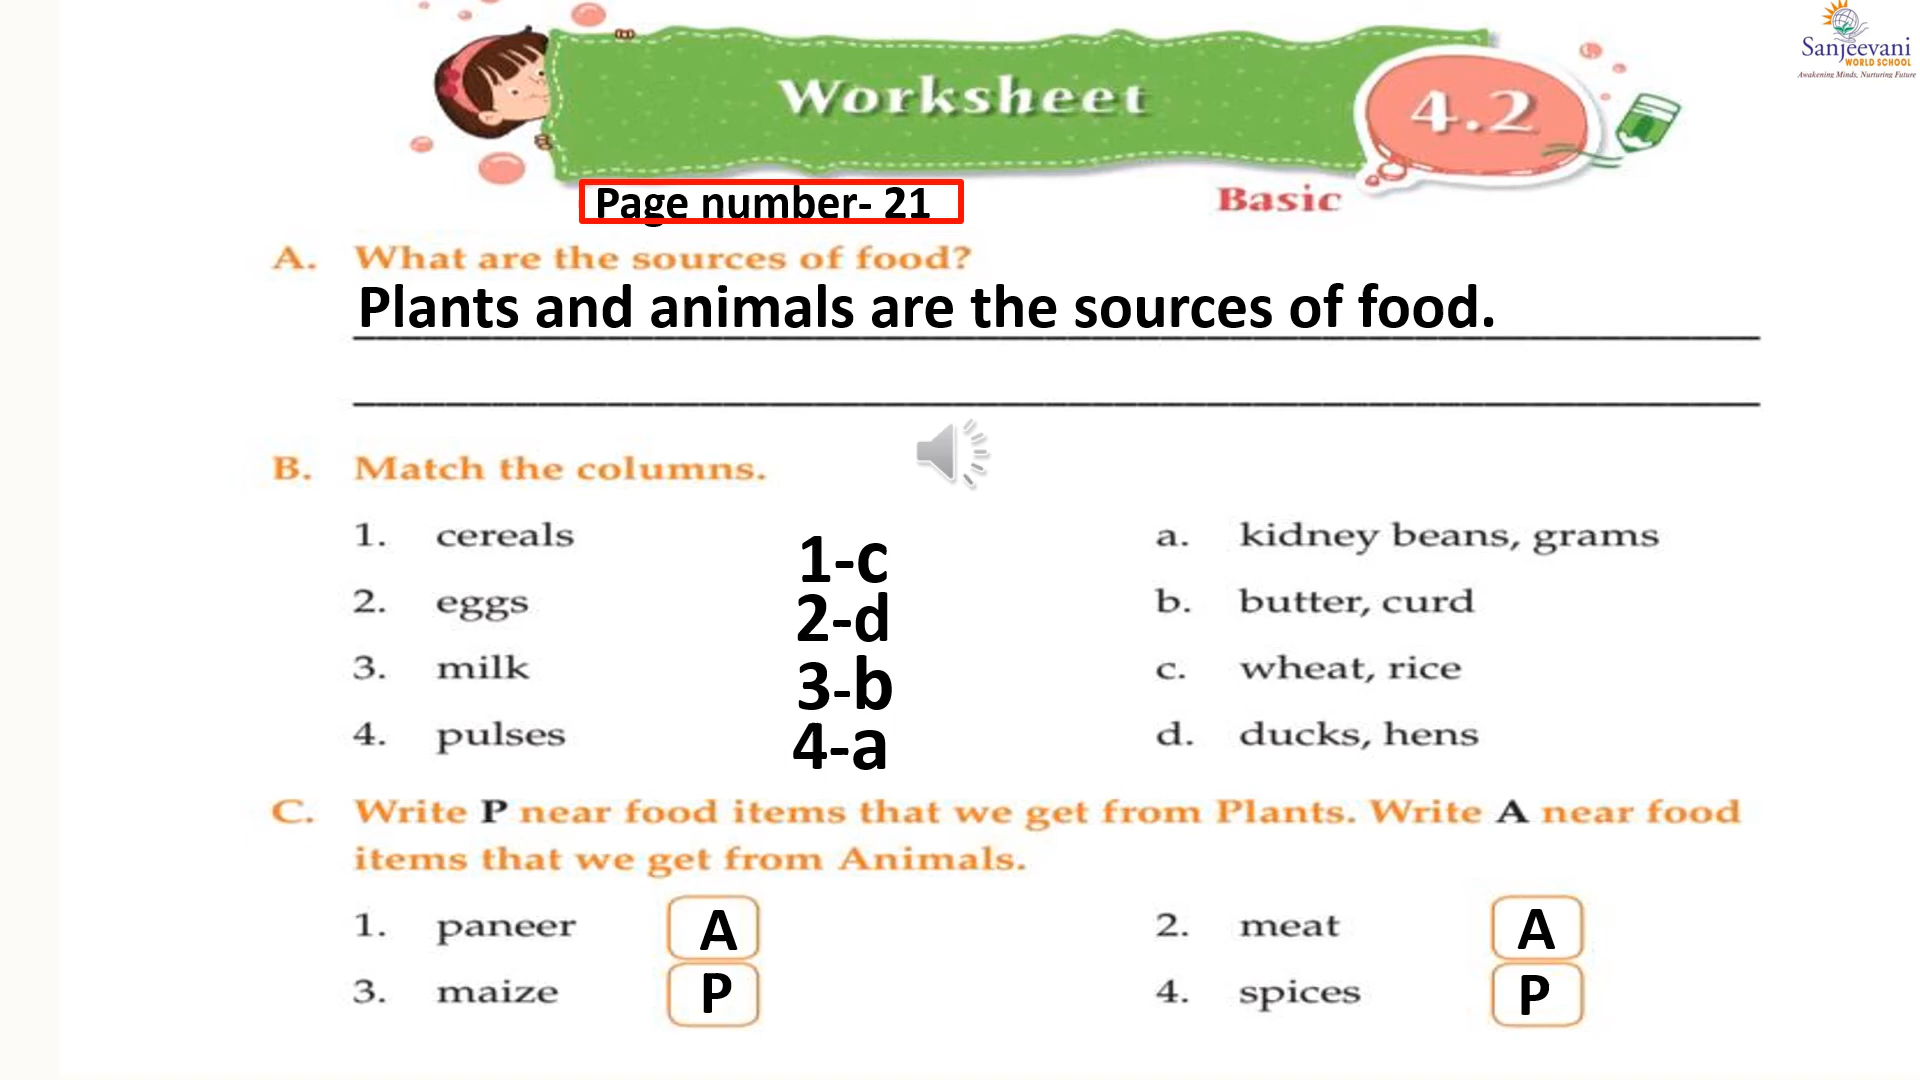 Sanjeevani
WORLD SCHOOL
Awakening Minds, Nurturing Future
Worksheet 4.2
Page number- 21 Basic
A. What are the sources of food?
Plants and animals are the sources of food.
B. Match the columns.
1. cereals 1-c a. kidney beans, grams
2. eggs 2-d b. butter, curd
3. milk 3-b c. wheat, rice
4. pulses 4-a d. ducks, hens
C. Write P near food items that we get from Plants. Write A near food
items that we get from Animals.
1. paneer A 2. meat A
3. maize P 4. spices P